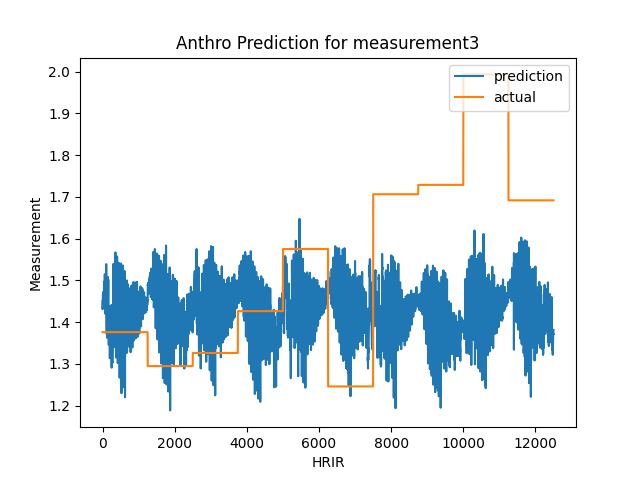 Anthro Prediction for measurement3
prediction
actual
2.0
1.9
1.8
1.7
1.6
1.5
1.4
1.3
1.2
Measurement
0 2000 4000 6000 8000 10000 12000
HRIR